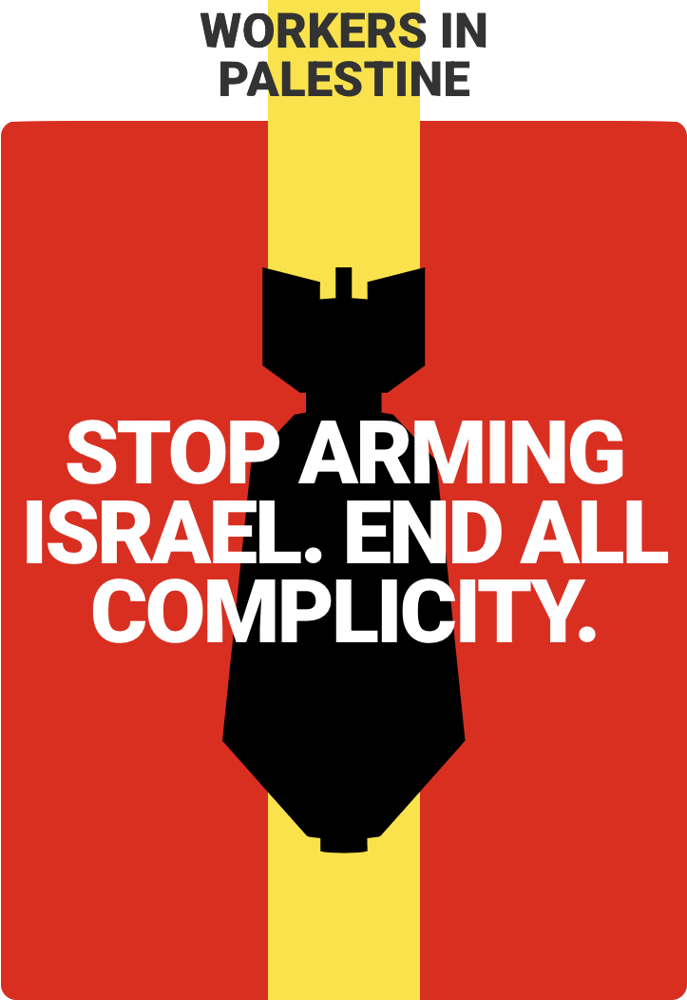 WORKERS IN
PALESTINE
STOP ARMING
ISRAEL. END ALL
COMPLICITY.